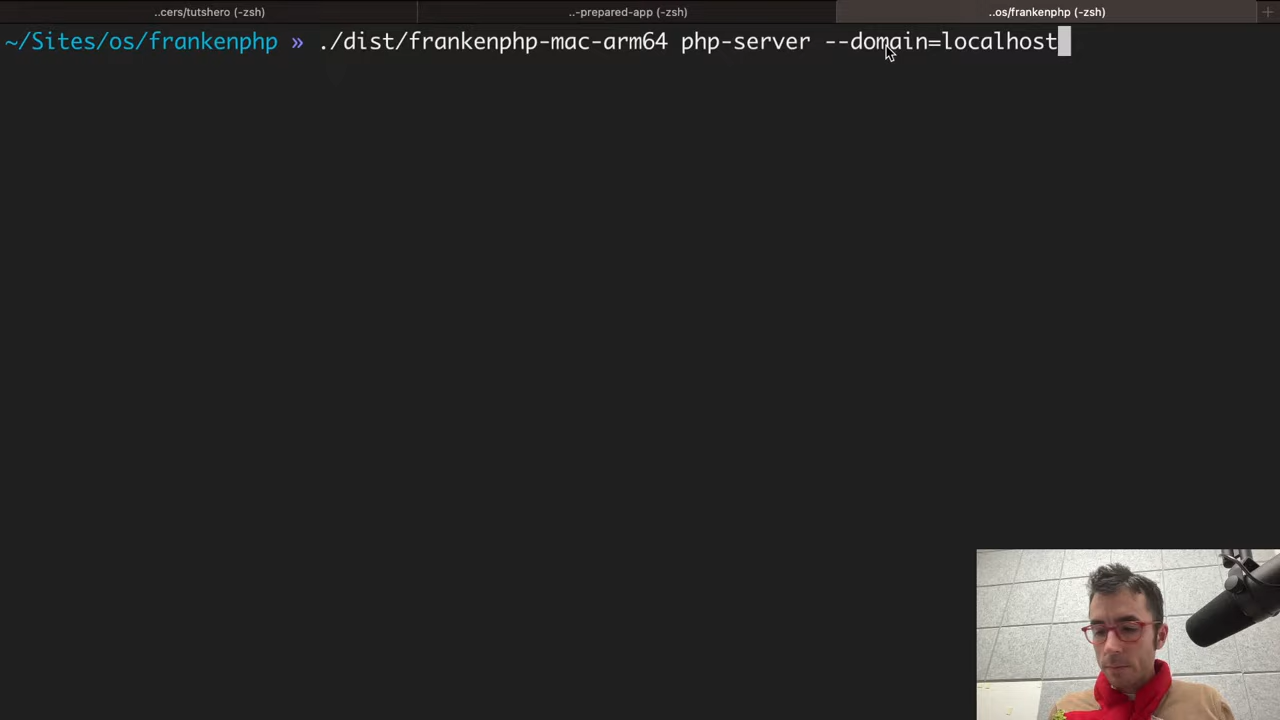 ..cers/tutshero (-zsh)
..-prepared-app (-zsh)
..os/frankenphp (-zsh)
~/Sites/os/frankenphp » ./dist/frankenphp-mac-arm64 php-server --domain=localhost